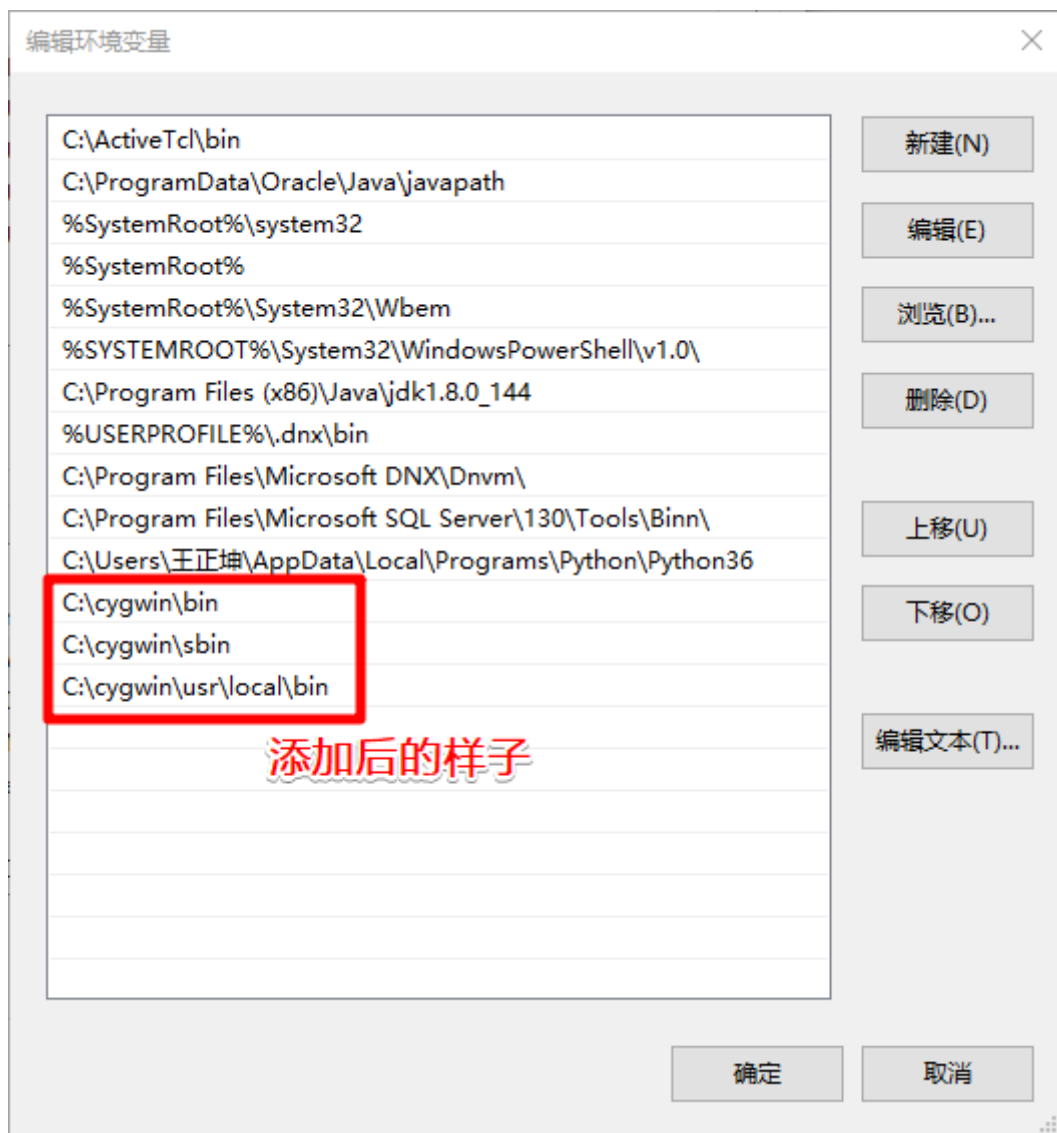 编辑环境变量
C:\ActiveTcl\bin
新建(N)
C:\ProgramData\Oracle\Java\javapath
%SystemRoot%\system32
编辑(E)
%SystemRoot%
%SystemRoot%\System32\Wbem
浏览(B)...
%SYSTEMROOT%\System32\WindowsPowerShell\v1.0\
C:\Program Files (x86)\Java\jdk1.8.0_144
删除(D)
%USERPROFILE%\.dnx\bin
C:\Program Files\Microsoft DNX\Dnvm\
C:\Program Files\Microsoft SQL Server\130\Tools\Binn\
上移(U)
C:\Users\王正坤\AppData\Local\Programs\Python\Python36
C:\cygwin\bin
下移(O)
C:\cygwin\sbin
C:\cygwin\usr\local\bin
添加后的样子
编辑文本(T)...
确定
取消